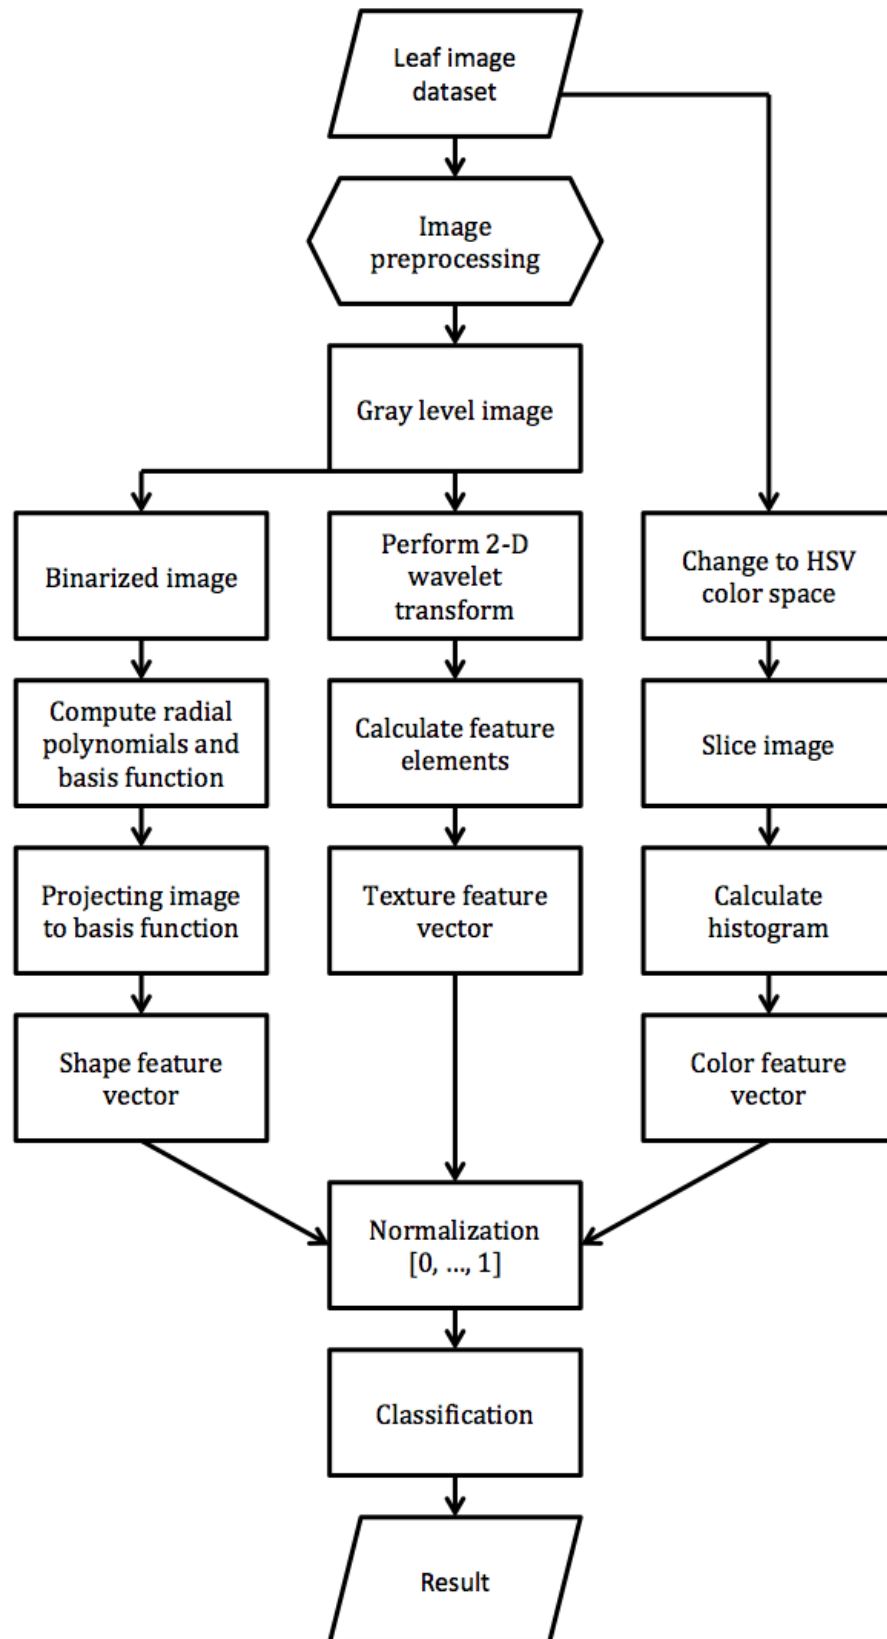 Leaf image
dataset
Image
preprocessing
Gray level image
Binarized image
Perform 2-D
wavelet
transform
Change to HSV
color space
Compute radial
polynomials and
basis function
Calculate feature
elements
Slice image
Projecting image
to basis function
Texture feature
vector
Calculate
histogram
Shape feature
vector
Color feature
vector
Normalization
[0, ..., 1]
Classification
Result